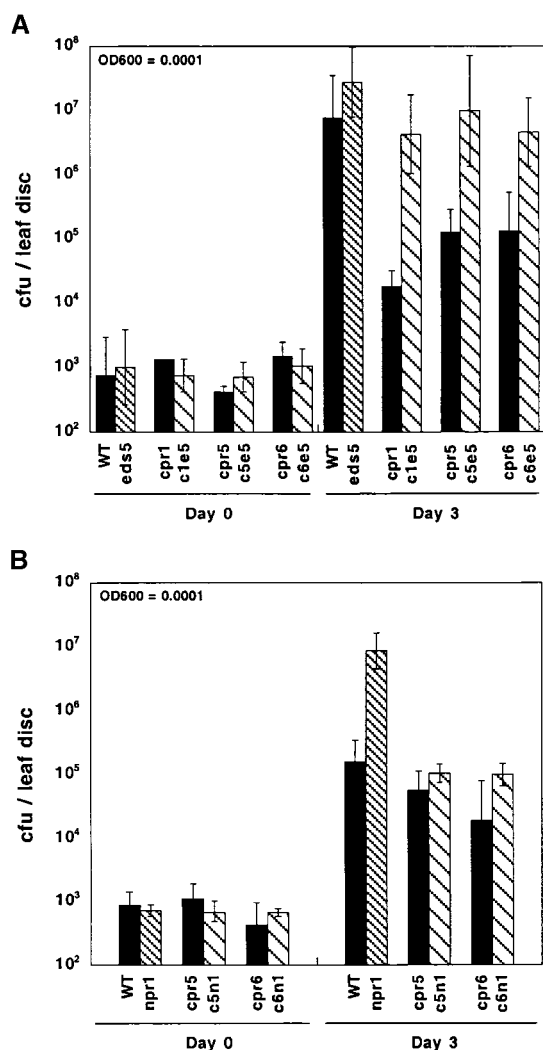 A
OD600 = 0.0001
cfu / leaf disc
10^8
10^7
10^6
10^5
10^4
10^3
10^2
WT
eds5
cpr1
c1e5
cpr5
c5e5
cpr6
c6e5
WT
eds5
cpr1
c1e5
cpr5
c5e5
cpr6
c6e5
Day 0
Day 3
B
OD600 = 0.0001
cfu / leaf disc
10^8
10^7
10^6
10^5
10^4
10^3
10^2
WT
npr1
cpr5
c5n1
cpr6
c6n1
WT
npr1
cpr5
c5n1
cpr6
c6n1
Day 0
Day 3